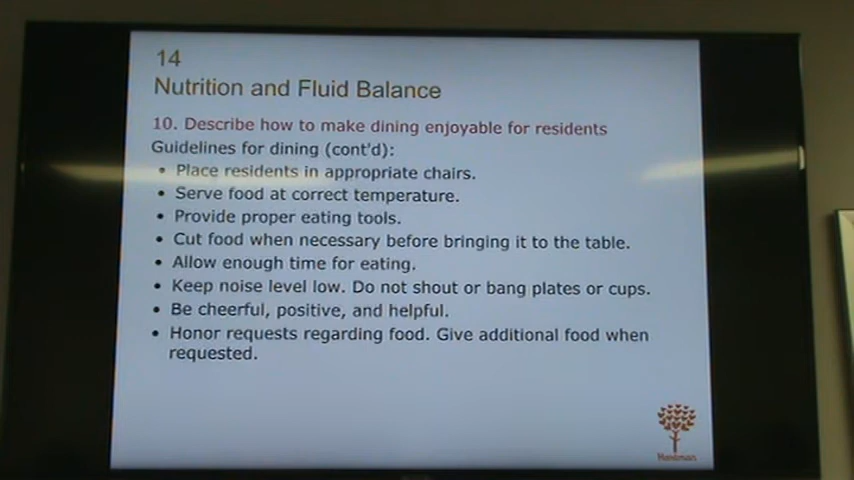 14
Nutrition and Fluid Balance
10. Describe how to make dining enjoyable for residents
Guidelines for dining (cont'd):
• Place residents in appropriate chairs.
• Serve food at correct temperature.
• Provide proper eating tools.
• Cut food when necessary before bringing it to the table.
• Allow enough time for eating.
• Keep noise level low. Do not shout or bang plates or cups.
• Be cheerful, positive, and helpful.
• Honor requests regarding food. Give additional food when
requested.
Hartman